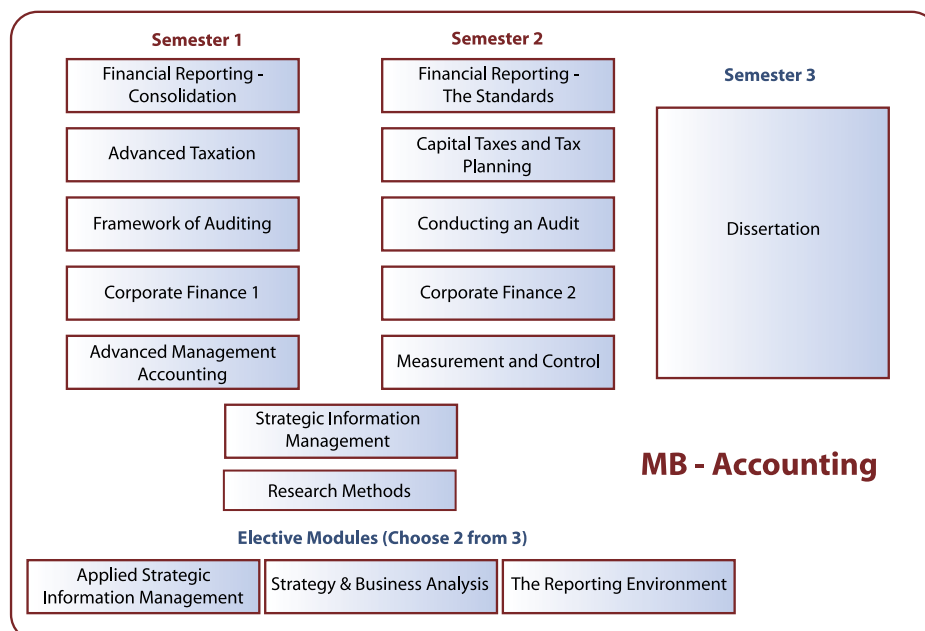 Semester 1
Semester 2
Semester 3
Financial Reporting -
Consolidation
Financial Reporting -
The Standards
Advanced Taxation
Capital Taxes and Tax
Planning
Framework of Auditing
Conducting an Audit
Dissertation
Corporate Finance 1
Corporate Finance 2
Advanced Management
Accounting
Measurement and Control
Strategic Information
Management
MB - Accounting
Research Methods
Elective Modules (Choose 2 from 3)
Applied Strategic
Information Management
Strategy & Business Analysis
The Reporting Environment